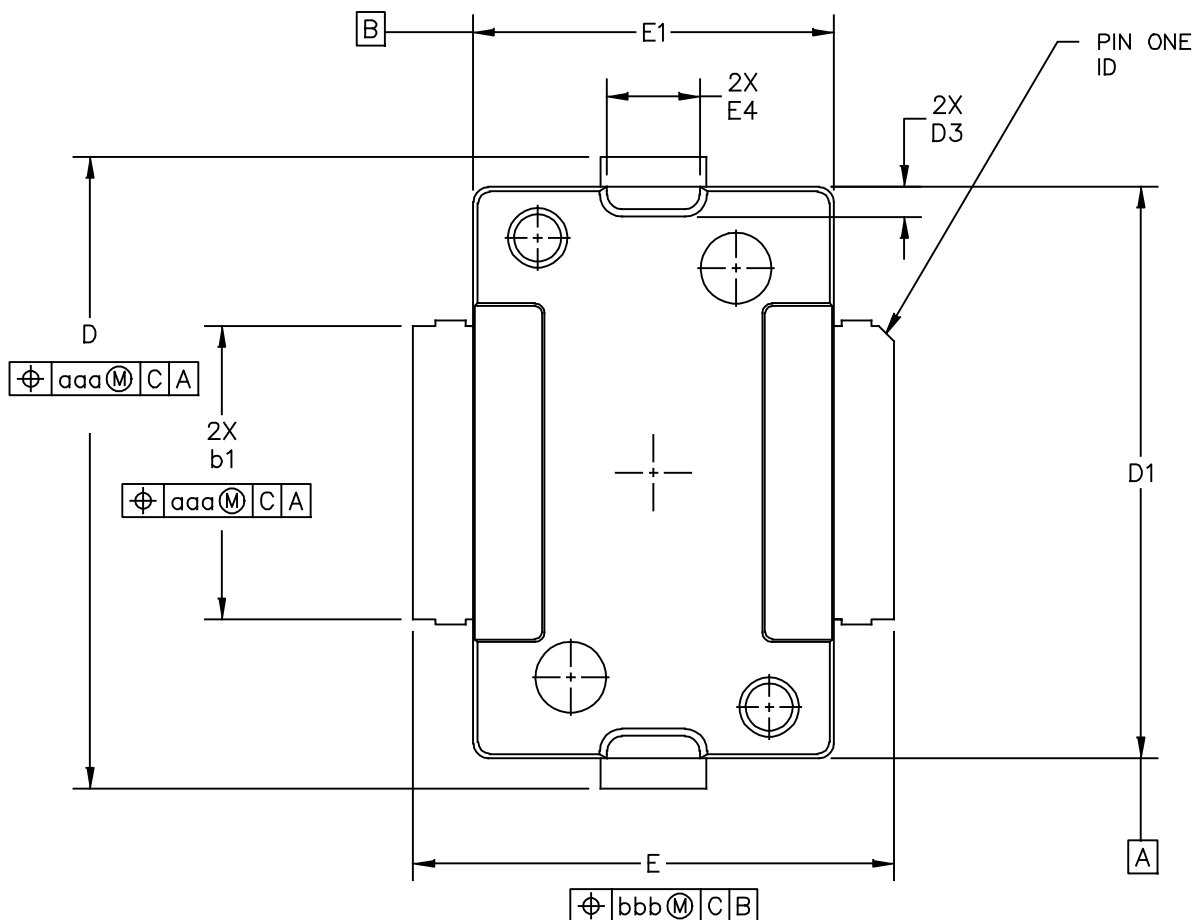 B
E1
PIN ONE
ID
2X
E4
2X
D3
D
⌖ aaa Ⓜ C A
2X
b1
⌖ aaa Ⓜ C A
D1
E
⌖ bbb Ⓜ C B
A